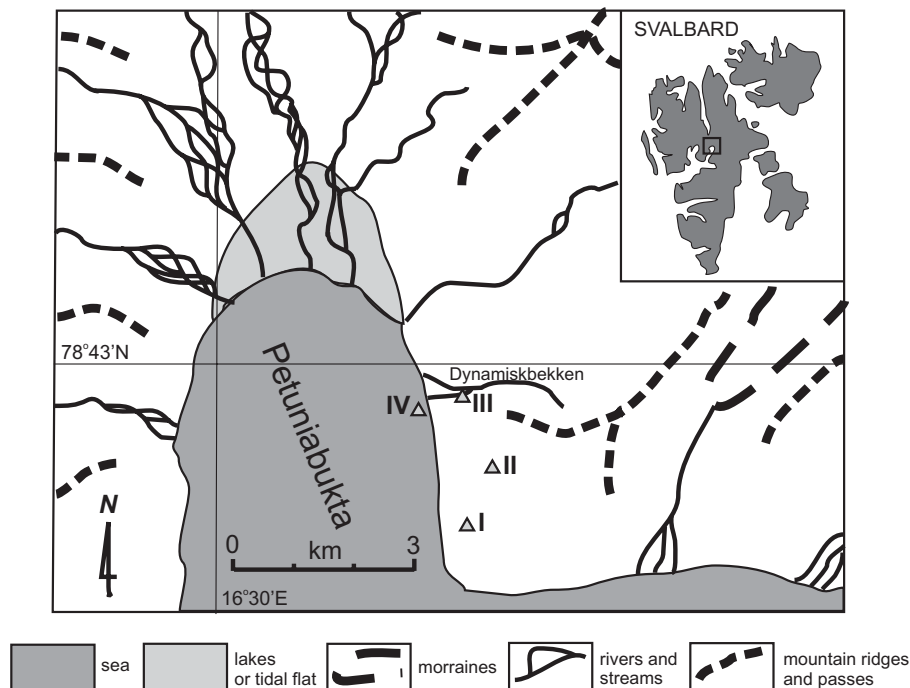 SVALBARD
78°43'N
Dynamiskbekken
IV
III
II
I
Petuniabukta
N
0 3
km
16°30'E
sea
lakes
or tidal flat
morraines
rivers and
streams
mountain ridges
and passes